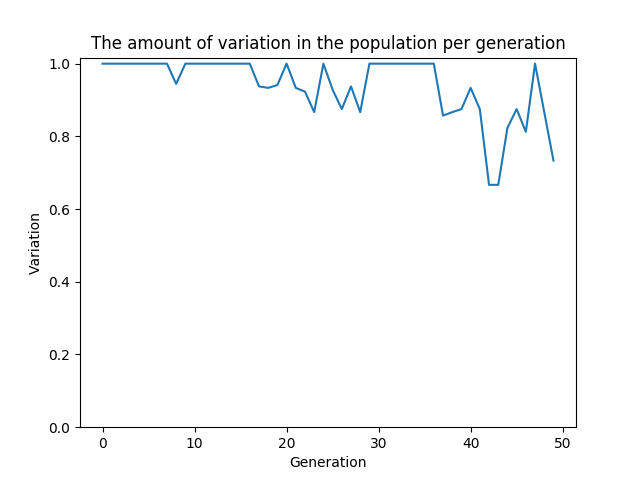 The amount of variation in the population per generation
1.0
0.8
0.6
0.4
0.2
0.0
Variation
0 10 20 30 40 50
Generation